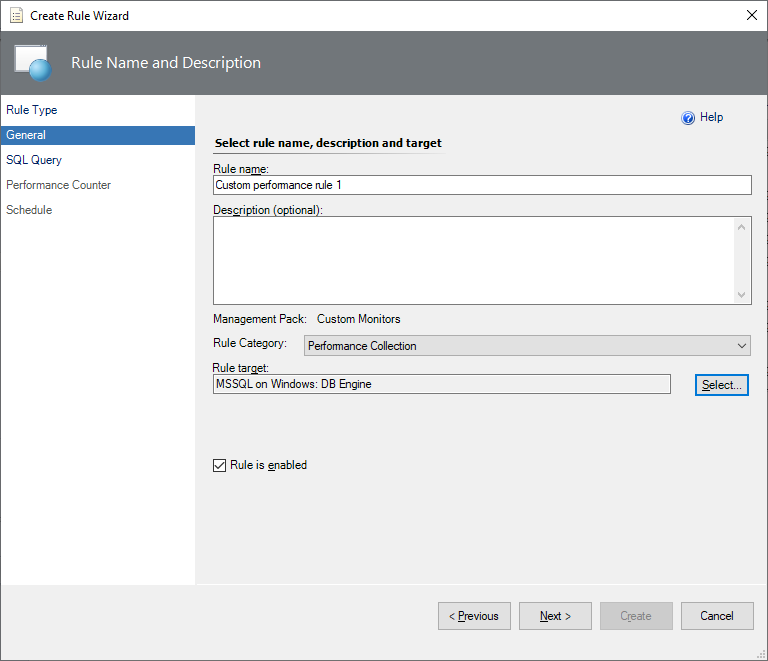 Create Rule Wizard
Rule Name and Description
Rule Type
General
SQL Query
Performance Counter
Schedule
Help
Select rule name, description and target
Rule name:
Custom performance rule 1
Description (optional):
Management Pack: Custom Monitors
Rule Category: Performance Collection
Rule target:
MSSQL on Windows: DB Engine
Select...
Rule is enabled
< Previous Next > Create Cancel